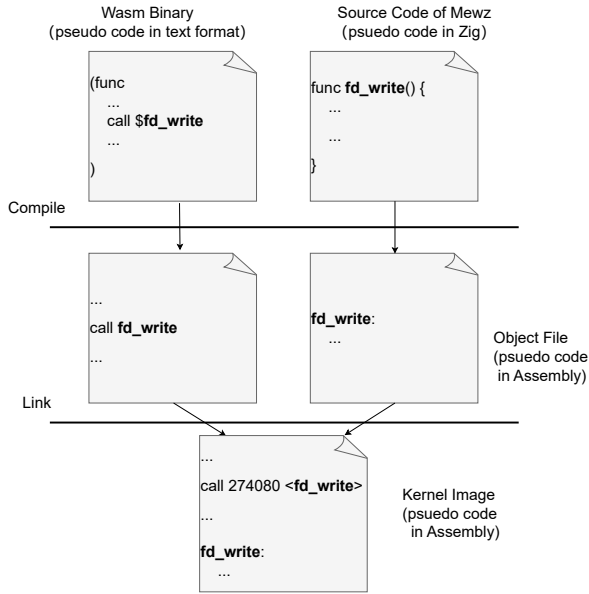 Wasm Binary
(pseudo code in text format)
Source Code of Mewz
(psuedo code in Zig)
(func
...
call $fd_write
...
)
func fd_write() {
...
...
}
Compile
...
call fd_write
...
fd_write:
...
Object File
(psuedo code
in Assembly)
Link
...
call 274080 <fd_write>
...
fd_write:
...
Kernel Image
(psuedo code
in Assembly)